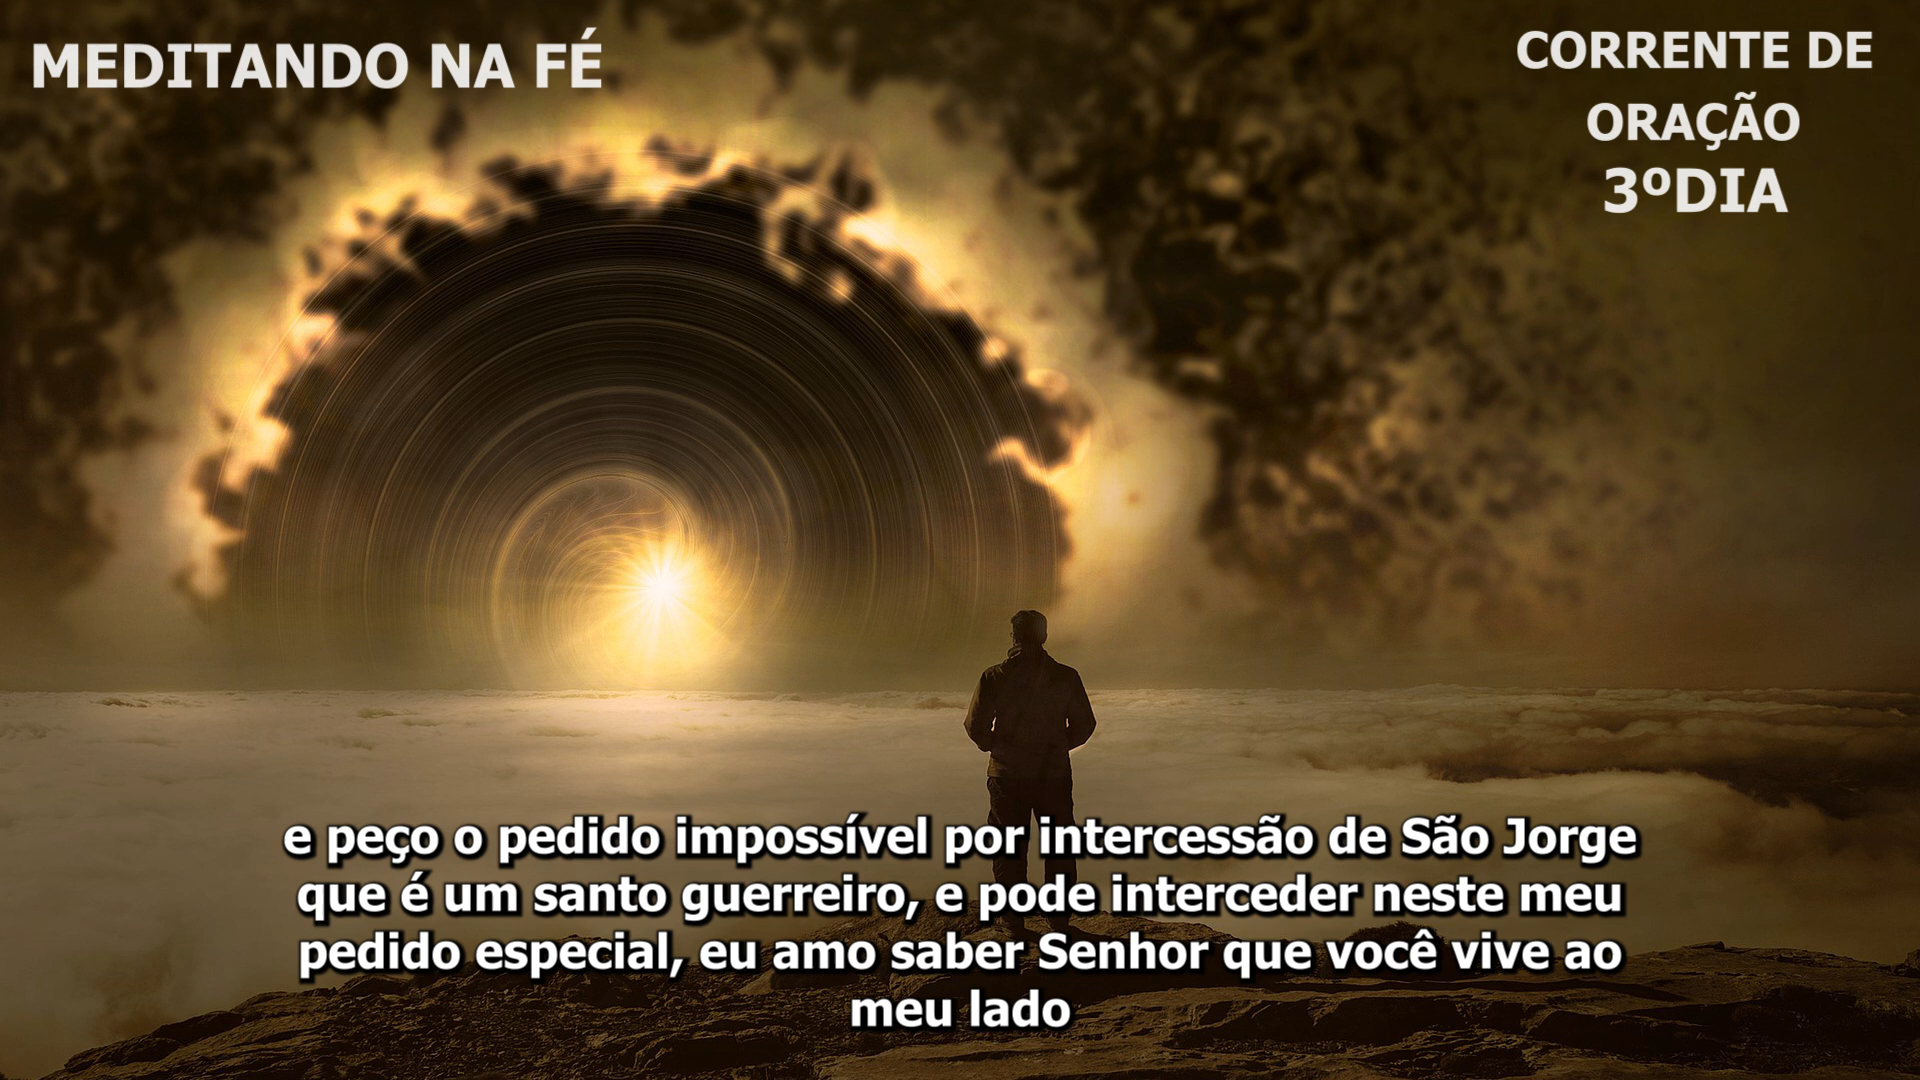 MEDITANDO NA FÉ
CORRENTE DE
ORAÇÃO
3ºDIA
e peço o pedido impossível por intercessão de São Jorge
que é um santo guerreiro, e pode interceder neste meu
pedido especial, eu amo saber Senhor que você vive ao
meu lado